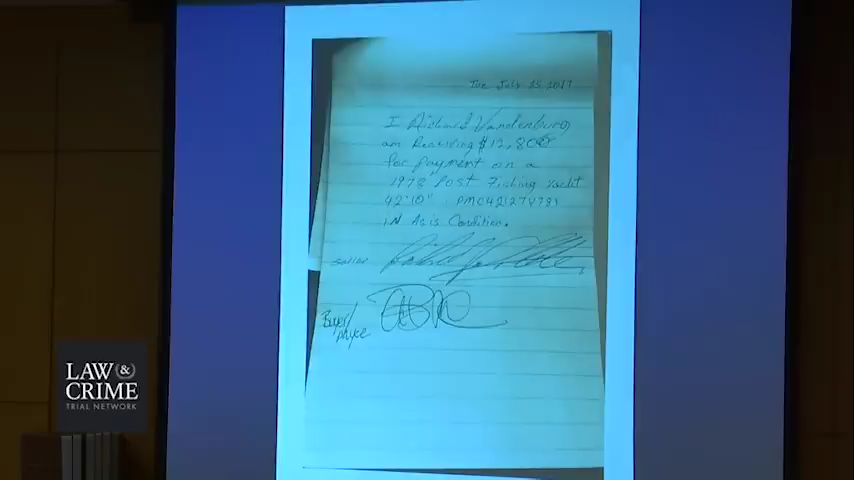 Tue July 25 2017
I Richard Vandenburg
am Receiving $12,800
for payment on a
1978 "Post Fishing Yacht
42'10" PMC421278
IN As is Condition.
seller
Buyer/
LAW &
CRIME
TRIAL NETWORK